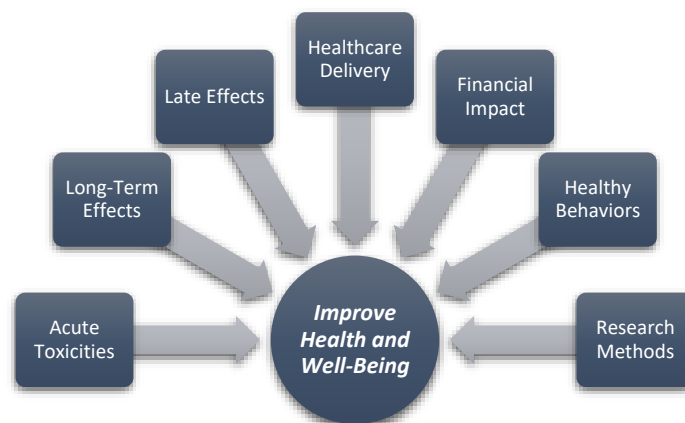 Healthcare
Delivery
Late Effects
Financial
Impact
Long-Term
Effects
Healthy
Behaviors
Acute
Toxicities
Improve
Health and
Well-Being
Research
Methods